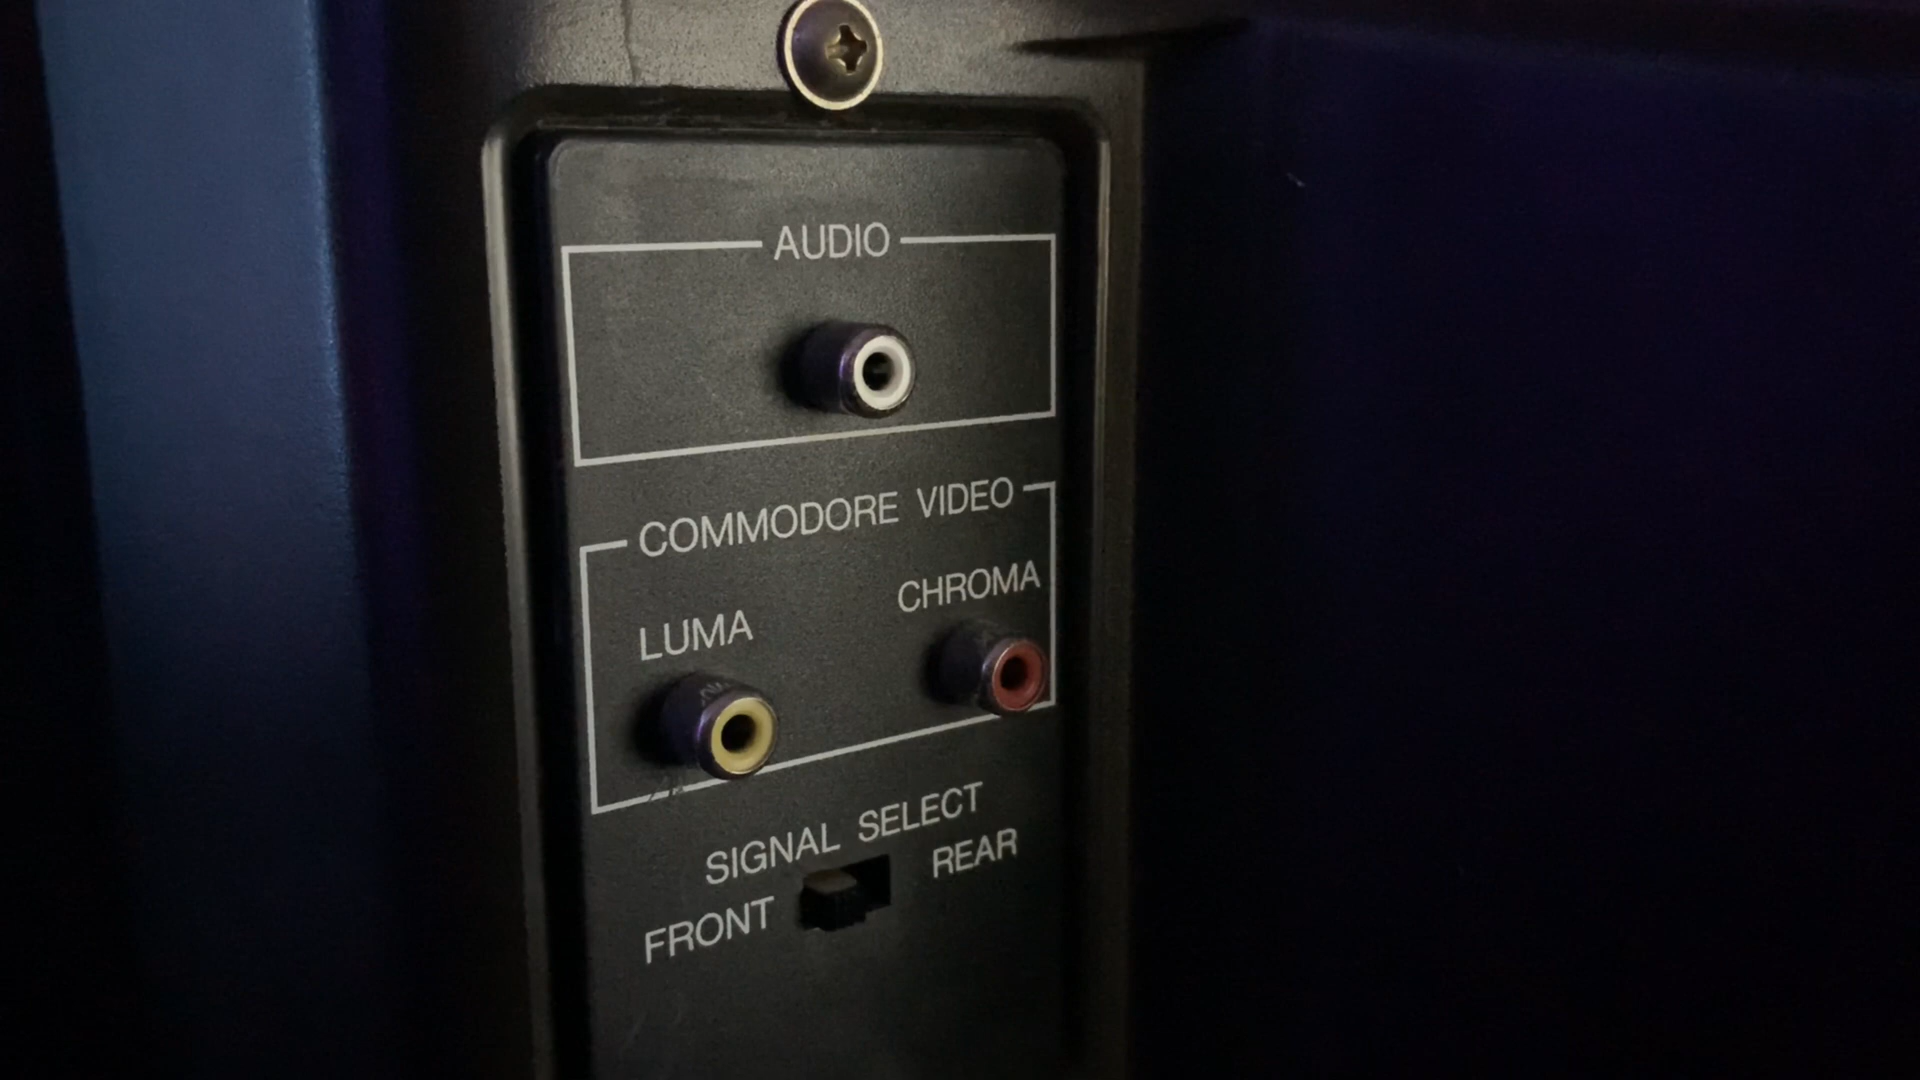 AUDIO
COMMODORE VIDEO
LUMA CHROMA
SIGNAL SELECT
FRONT REAR